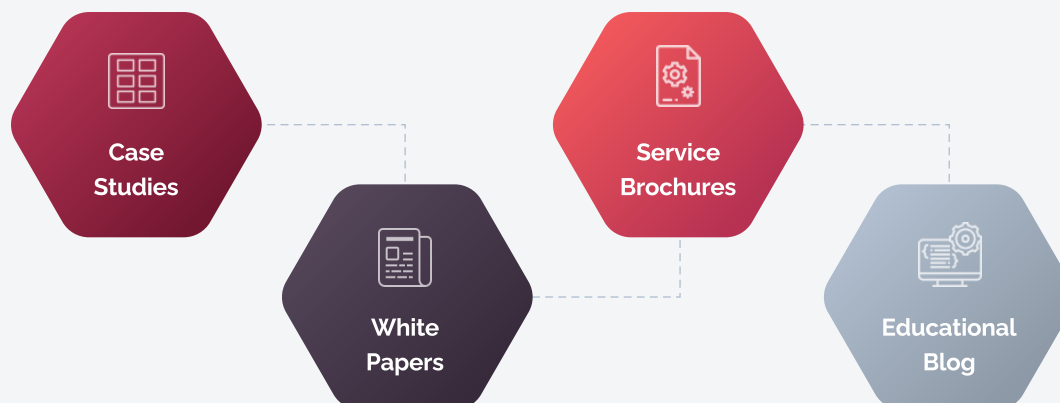 Case
Studies
White
Papers
Service
Brochures
Educational
Blog